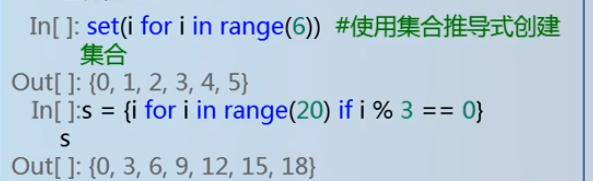 In[ ]: set(i for i in range(6))  #使用集合推导式创建
集合
Out[ ]: {0, 1, 2, 3, 4, 5}
In[ ]:s = {i for i in range(20) if i % 3 == 0}
s
Out[ ]: {0, 3, 6, 9, 12, 15, 18}